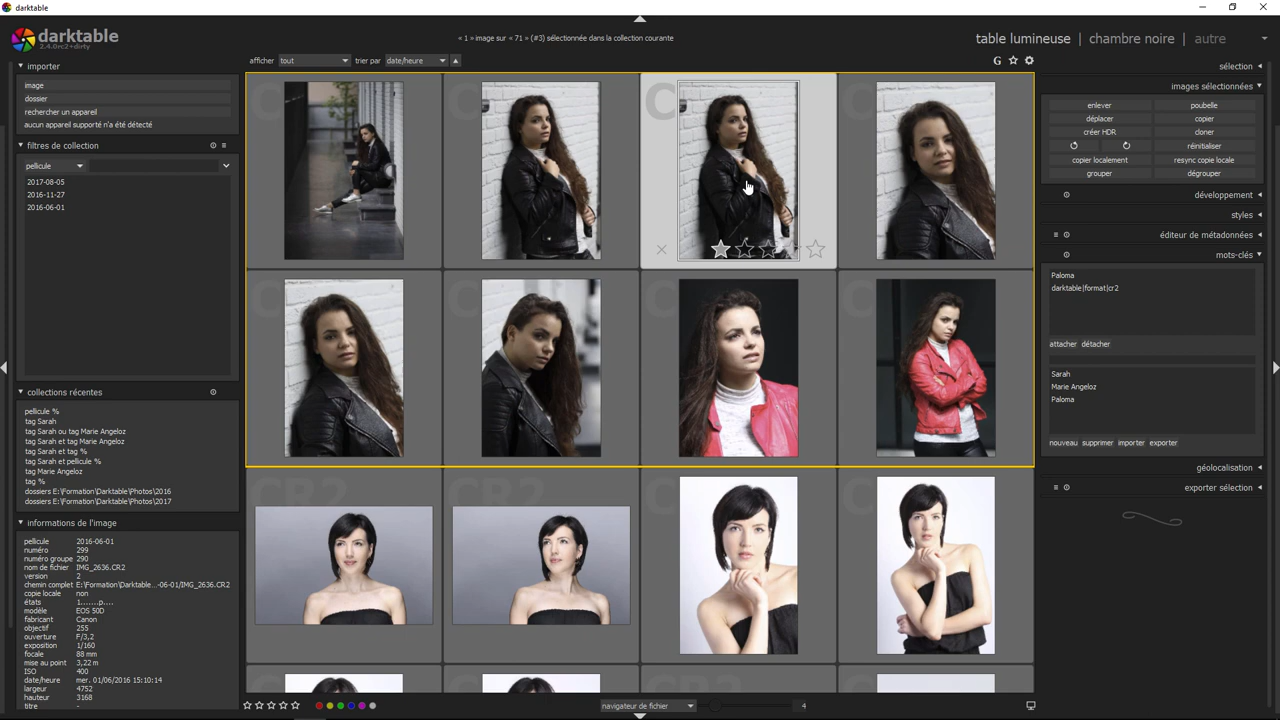 darktable
darktable
2.4.0rc2+dirty
« 1 » image sur « 71 » (#3) sélectionnée dans la collection courante
table lumineuse | chambre noire | autre
afficher tout trier par date/heure
G
importer
image
dossier
rechercher un appareil
aucun appareil supporté n'a été détecté
filtres de collection
pellicule
2017-08-05
2016-11-27
2016-06-01
collections récentes
pellicule %
tag Sarah
tag Sarah ou tag Marie Angeloz
tag Sarah et tag Marie Angeloz
tag Sarah et tag %
tag Sarah et pellicule %
tag Marie Angeloz
tag %
dossiers E:\Formation\Darktable\Photos\2016
dossiers E:\Formation\Darktable\Photos\2017
informations de l'image
pellicule 2016-06-01
numéro 299
numéro groupe 290
nom de fichier IMG_2636.CR2
version 2
chemin complet E:\Formation\Darktable...-06-01/IMG_2636.CR2
copie locale non
états 1.......p....
modèle EOS 50D
fabricant Canon
objectif 255
ouverture F/3,2
exposition 1/160
focale 88 mm
mise au point 3,22 m
ISO 400
date/heure mer. 01/06/2016 15:10:14
largeur 4752
hauteur 3168
titre -
CR2 CR2
navigateur de fichier 4
sélection
images sélectionnées
enlever poubelle
déplacer copier
créer HDR cloner
réinitialiser
copier localement resync copie locale
grouper dégrouper
développement
styles
éditeur de métadonnées
mots-clés
Paloma
darktable|format|cr2
attacher détacher
Sarah
Marie Angeloz
Paloma
nouveau supprimer importer exporter
géolocalisation
exporter sélection